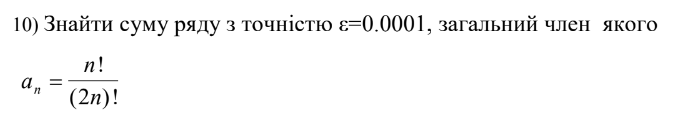 10) Знайти суму ряду з точністю ε=0.0001, загальний член якого
aₙ = n! / (2n)!